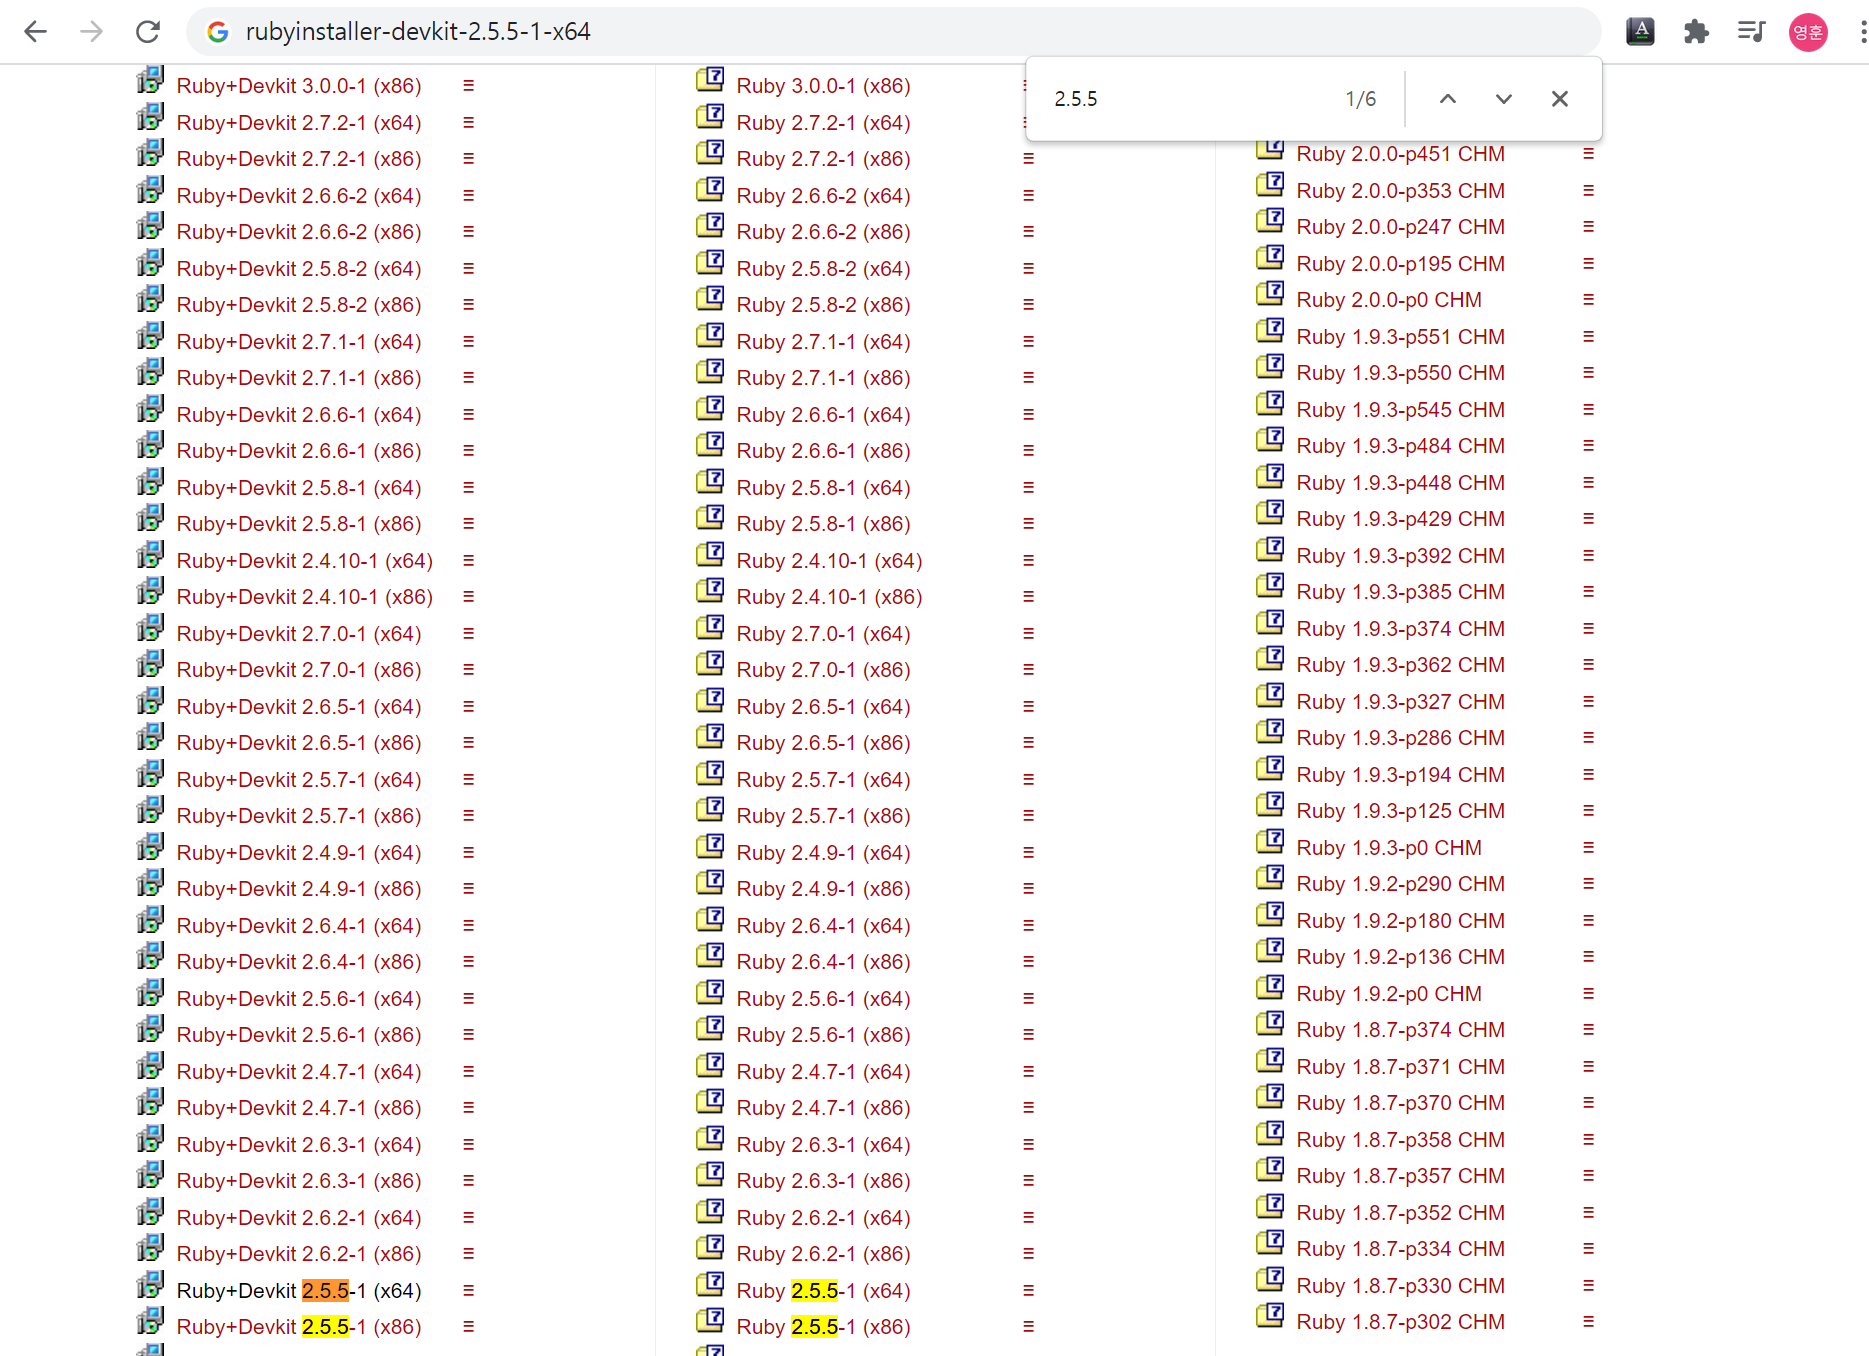 rubyinstaller-devkit-2.5.5-1-x64
영훈
2.5.5
1/6
Ruby+Devkit 3.0.0-1 (x86)
Ruby+Devkit 2.7.2-1 (x64)
Ruby+Devkit 2.7.2-1 (x86)
Ruby+Devkit 2.6.6-2 (x64)
Ruby+Devkit 2.6.6-2 (x86)
Ruby+Devkit 2.5.8-2 (x64)
Ruby+Devkit 2.5.8-2 (x86)
Ruby+Devkit 2.7.1-1 (x64)
Ruby+Devkit 2.7.1-1 (x86)
Ruby+Devkit 2.6.6-1 (x64)
Ruby+Devkit 2.6.6-1 (x86)
Ruby+Devkit 2.5.8-1 (x64)
Ruby+Devkit 2.5.8-1 (x86)
Ruby+Devkit 2.4.10-1 (x64)
Ruby+Devkit 2.4.10-1 (x86)
Ruby+Devkit 2.7.0-1 (x64)
Ruby+Devkit 2.7.0-1 (x86)
Ruby+Devkit 2.6.5-1 (x64)
Ruby+Devkit 2.6.5-1 (x86)
Ruby+Devkit 2.5.7-1 (x64)
Ruby+Devkit 2.5.7-1 (x86)
Ruby+Devkit 2.4.9-1 (x64)
Ruby+Devkit 2.4.9-1 (x86)
Ruby+Devkit 2.6.4-1 (x64)
Ruby+Devkit 2.6.4-1 (x86)
Ruby+Devkit 2.5.6-1 (x64)
Ruby+Devkit 2.5.6-1 (x86)
Ruby+Devkit 2.4.7-1 (x64)
Ruby+Devkit 2.4.7-1 (x86)
Ruby+Devkit 2.6.3-1 (x64)
Ruby+Devkit 2.6.3-1 (x86)
Ruby+Devkit 2.6.2-1 (x64)
Ruby+Devkit 2.6.2-1 (x86)
Ruby+Devkit 2.5.5-1 (x64)
Ruby+Devkit 2.5.5-1 (x86)
Ruby 3.0.0-1 (x86)
Ruby 2.7.2-1 (x64)
Ruby 2.7.2-1 (x86)
Ruby 2.6.6-2 (x64)
Ruby 2.6.6-2 (x86)
Ruby 2.5.8-2 (x64)
Ruby 2.5.8-2 (x86)
Ruby 2.7.1-1 (x64)
Ruby 2.7.1-1 (x86)
Ruby 2.6.6-1 (x64)
Ruby 2.6.6-1 (x86)
Ruby 2.5.8-1 (x64)
Ruby 2.5.8-1 (x86)
Ruby 2.4.10-1 (x64)
Ruby 2.4.10-1 (x86)
Ruby 2.7.0-1 (x64)
Ruby 2.7.0-1 (x86)
Ruby 2.6.5-1 (x64)
Ruby 2.6.5-1 (x86)
Ruby 2.5.7-1 (x64)
Ruby 2.5.7-1 (x86)
Ruby 2.4.9-1 (x64)
Ruby 2.4.9-1 (x86)
Ruby 2.6.4-1 (x64)
Ruby 2.6.4-1 (x86)
Ruby 2.5.6-1 (x64)
Ruby 2.5.6-1 (x86)
Ruby 2.4.7-1 (x64)
Ruby 2.4.7-1 (x86)
Ruby 2.6.3-1 (x64)
Ruby 2.6.3-1 (x86)
Ruby 2.6.2-1 (x64)
Ruby 2.6.2-1 (x86)
Ruby 2.5.5-1 (x64)
Ruby 2.5.5-1 (x86)
Ruby 2.0.0-p451 CHM
Ruby 2.0.0-p353 CHM
Ruby 2.0.0-p247 CHM
Ruby 2.0.0-p195 CHM
Ruby 2.0.0-p0 CHM
Ruby 1.9.3-p551 CHM
Ruby 1.9.3-p550 CHM
Ruby 1.9.3-p545 CHM
Ruby 1.9.3-p484 CHM
Ruby 1.9.3-p448 CHM
Ruby 1.9.3-p429 CHM
Ruby 1.9.3-p392 CHM
Ruby 1.9.3-p385 CHM
Ruby 1.9.3-p374 CHM
Ruby 1.9.3-p362 CHM
Ruby 1.9.3-p327 CHM
Ruby 1.9.3-p286 CHM
Ruby 1.9.3-p194 CHM
Ruby 1.9.3-p125 CHM
Ruby 1.9.3-p0 CHM
Ruby 1.9.2-p290 CHM
Ruby 1.9.2-p180 CHM
Ruby 1.9.2-p136 CHM
Ruby 1.9.2-p0 CHM
Ruby 1.8.7-p374 CHM
Ruby 1.8.7-p371 CHM
Ruby 1.8.7-p370 CHM
Ruby 1.8.7-p358 CHM
Ruby 1.8.7-p357 CHM
Ruby 1.8.7-p352 CHM
Ruby 1.8.7-p334 CHM
Ruby 1.8.7-p330 CHM
Ruby 1.8.7-p302 CHM